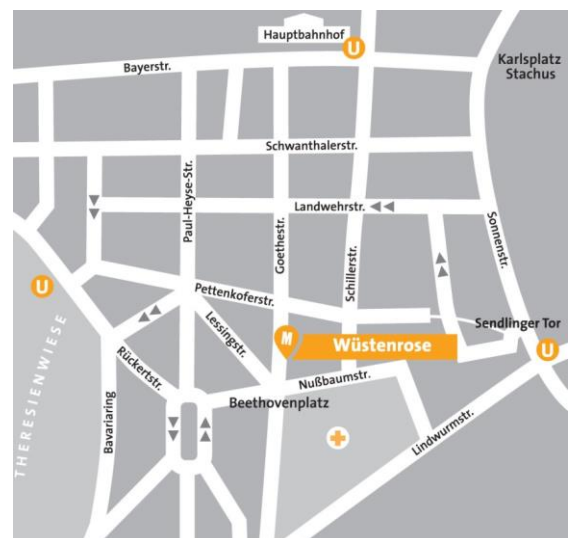 Hauptbahnhof
U
Bayerstr.
Karlsplatz
Stachus
Schwanthalerstr.
Paul-Heyse-Str.
Landwehrstr.
Goethestr.
Schillerstr.
Sonnenstr.
U
Pettenkoferstr.
Lessingstr.
Sendlinger Tor
M
Wüstenrose
U
Rückertstr.
Nußbaumstr.
Beethovenplatz
THERESIENWIESE
Bavariaring
Lindwurmstr.